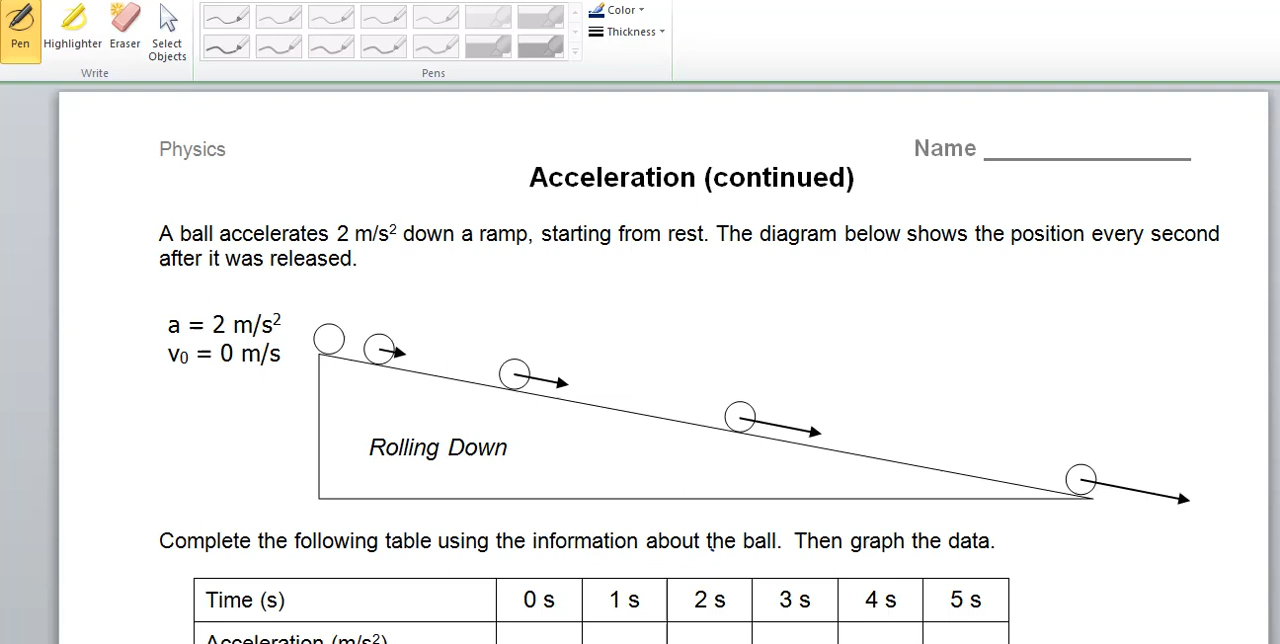 Color
Pen Highlighter Eraser Select Objects
Thickness
Write
Pens
Physics
Name
Acceleration (continued)
A ball accelerates 2 m/s² down a ramp, starting from rest. The diagram below shows the position every second
after it was released.
a = 2 m/s²
v₀ = 0 m/s
Rolling Down
Complete the following table using the information about the ball. Then graph the data.
Time (s) 0 s 1 s 2 s 3 s 4 s 5 s
Acceleration (m/s²)